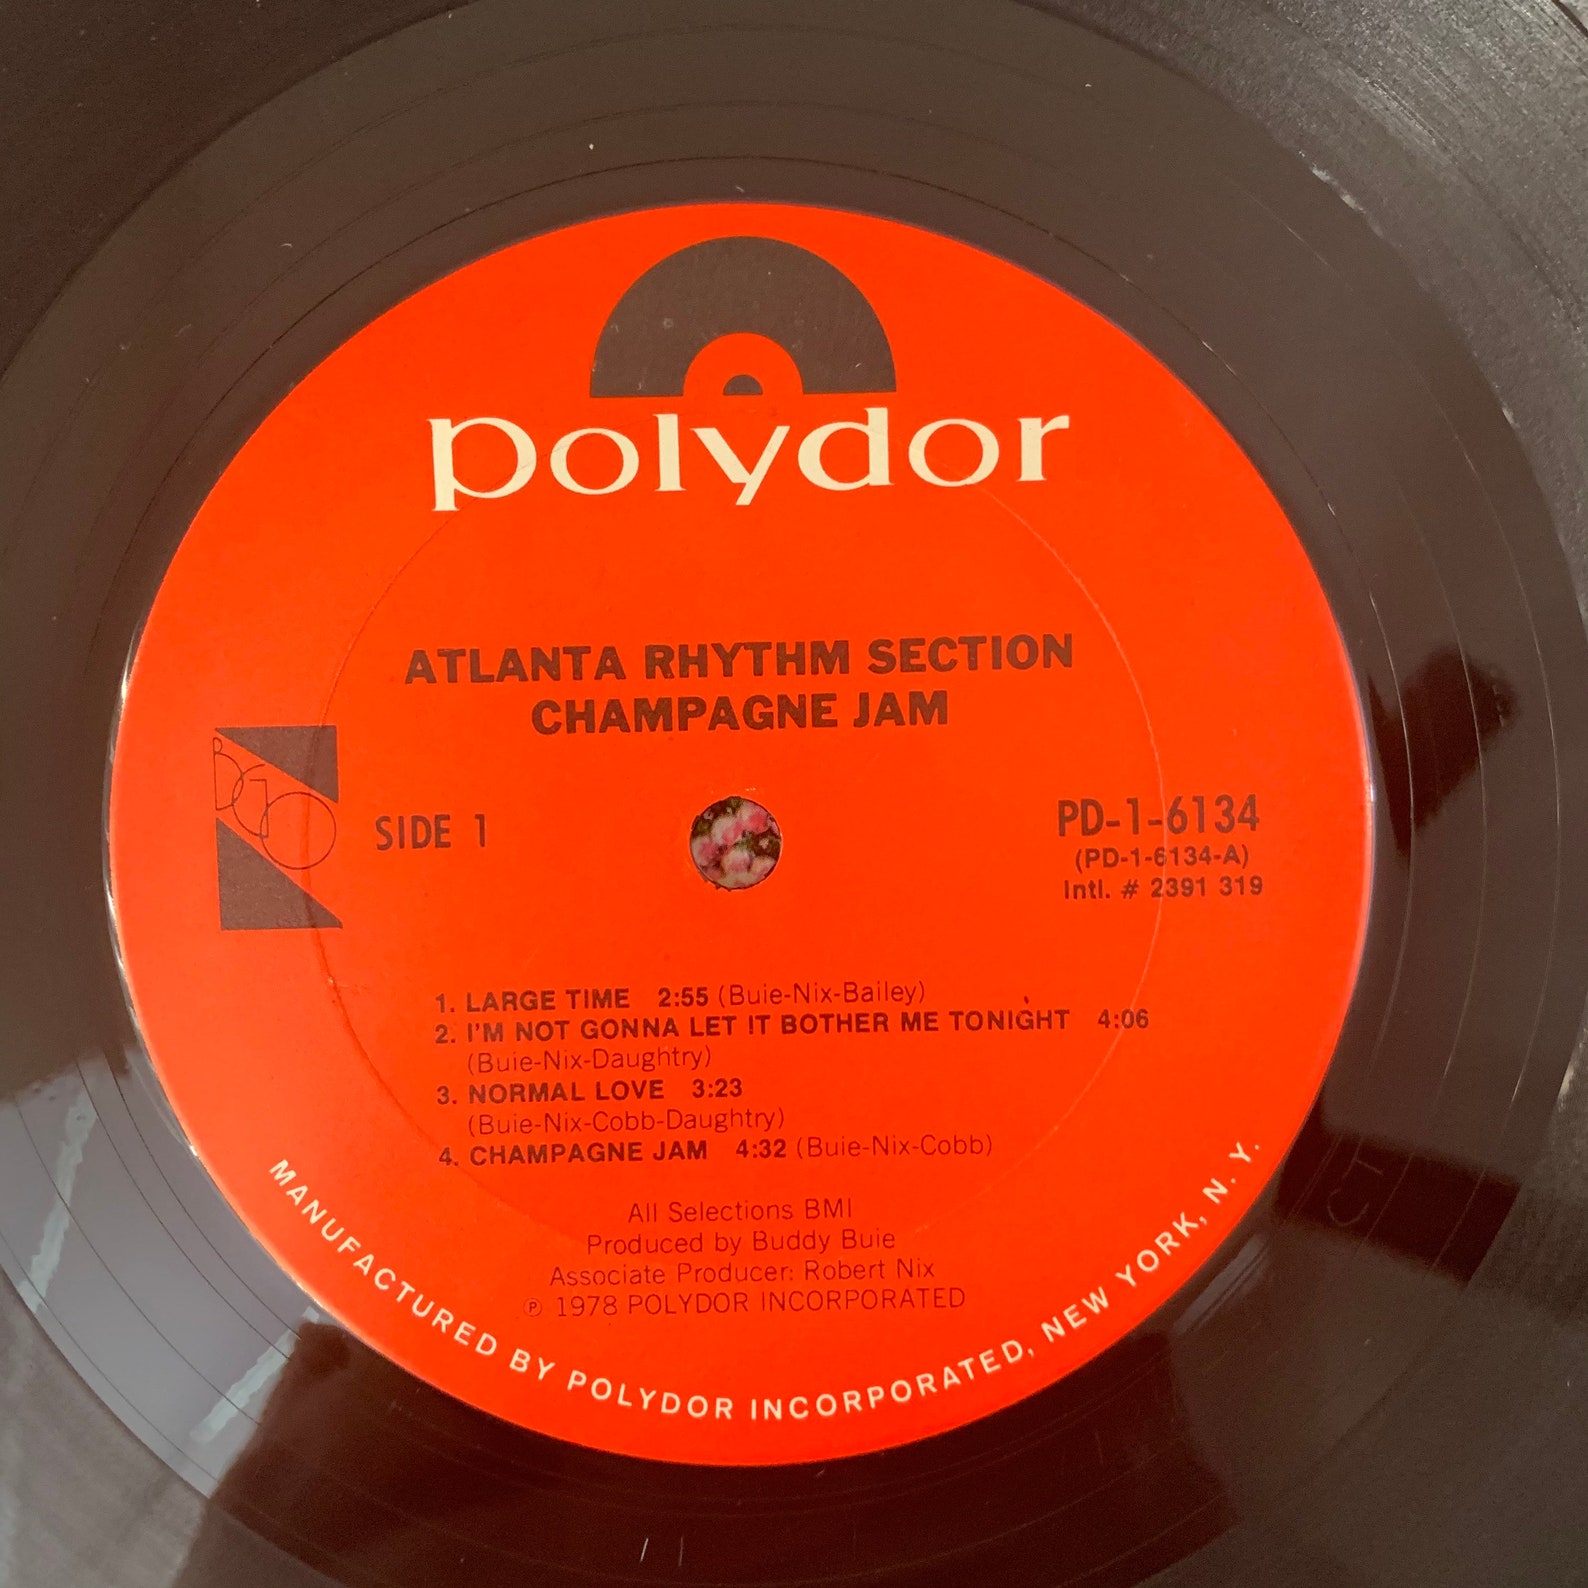 polydor
ATLANTA RHYTHM SECTION
CHAMPAGNE JAM
BGO
SIDE 1
PD-1-6134
(PD-1-6134-A)
Intl. # 2391 319
1. LARGE TIME 2:55 (Buie-Nix-Bailey)
2. I'M NOT GONNA LET IT BOTHER ME TONIGHT 4:06
(Buie-Nix-Daughtry)
3. NORMAL LOVE 3:23
(Buie-Nix-Cobb-Daughtry)
4. CHAMPAGNE JAM 4:32 (Buie-Nix-Cobb)
All Selections BMI
Produced by Buddy Buie
Associate Producer: Robert Nix
℗ 1978 POLYDOR INCORPORATED
MANUFACTURED BY POLYDOR INCORPORATED, NEW YORK, N.Y.
CT